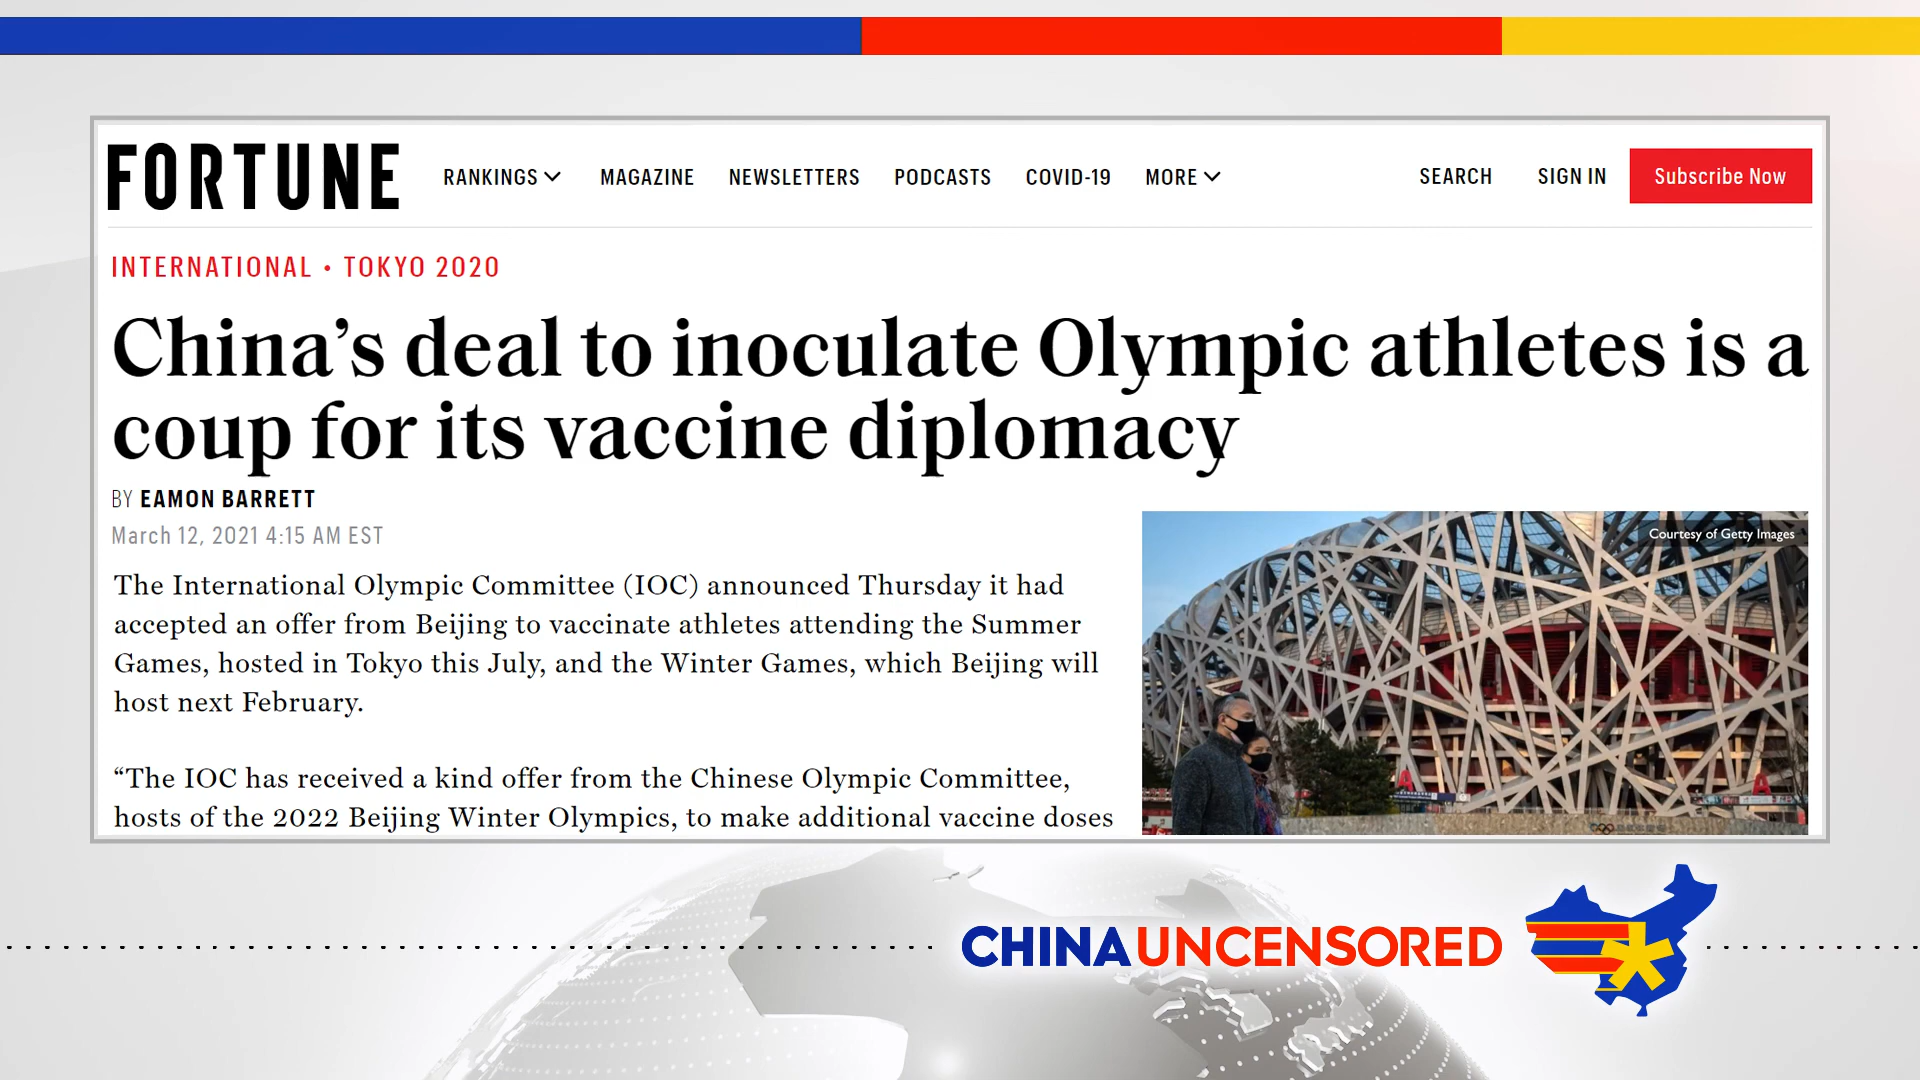 FORTUNE
RANKINGS MAGAZINE NEWSLETTERS PODCASTS COVID-19 MORE SEARCH SIGN IN Subscribe Now
INTERNATIONAL • TOKYO 2020
China’s deal to inoculate Olympic athletes is a
coup for its vaccine diplomacy
BY EAMON BARRETT
March 12, 2021 4:15 AM EST
Courtesy of Getty Images
The International Olympic Committee (IOC) announced Thursday it had
accepted an offer from Beijing to vaccinate athletes attending the Summer
Games, hosted in Tokyo this July, and the Winter Games, which Beijing will
host next February.
“The IOC has received a kind offer from the Chinese Olympic Committee,
hosts of the 2022 Beijing Winter Olympics, to make additional vaccine doses
CHINA UNCENSORED